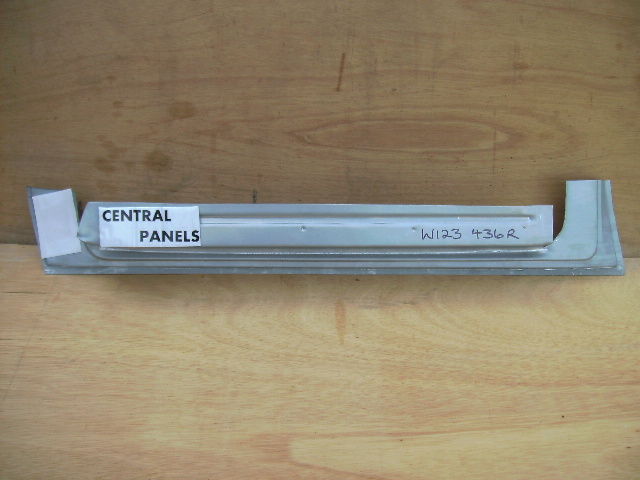 CENTRAL
PANELS
"W123 436R"